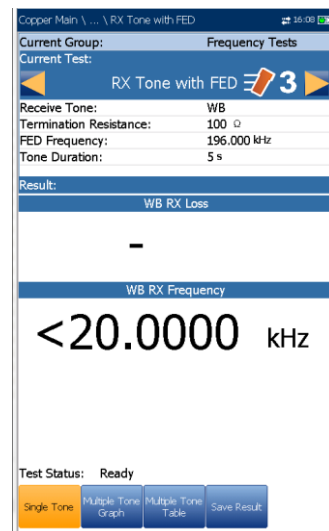 Copper Main \ ... \ RX Tone with FED 16:08
Current Group: Frequency Tests
Current Test:
RX Tone with FED 3
Receive Tone: WB
Termination Resistance: 100 Ω
FED Frequency: 196.000 kHz
Tone Duration: 5 s
Result:
WB RX Loss
-
WB RX Frequency
<20.0000 kHz
Test Status: Ready
Single Tone
Multiple Tone Graph
Multiple Tone Table
Save Result